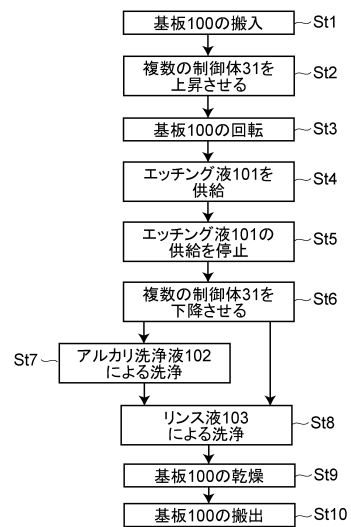 基板100の搬入
St1
複数の制御体31を
上昇させる
St2
基板100の回転
St3
エッチング液101を
供給
St4
エッチング液101の
供給を停止
St5
複数の制御体31を
下降させる
St6
St7
アルカリ洗浄液102
による洗浄
リンス液103
による洗浄
St8
基板100の乾燥
St9
基板100の搬出
St10